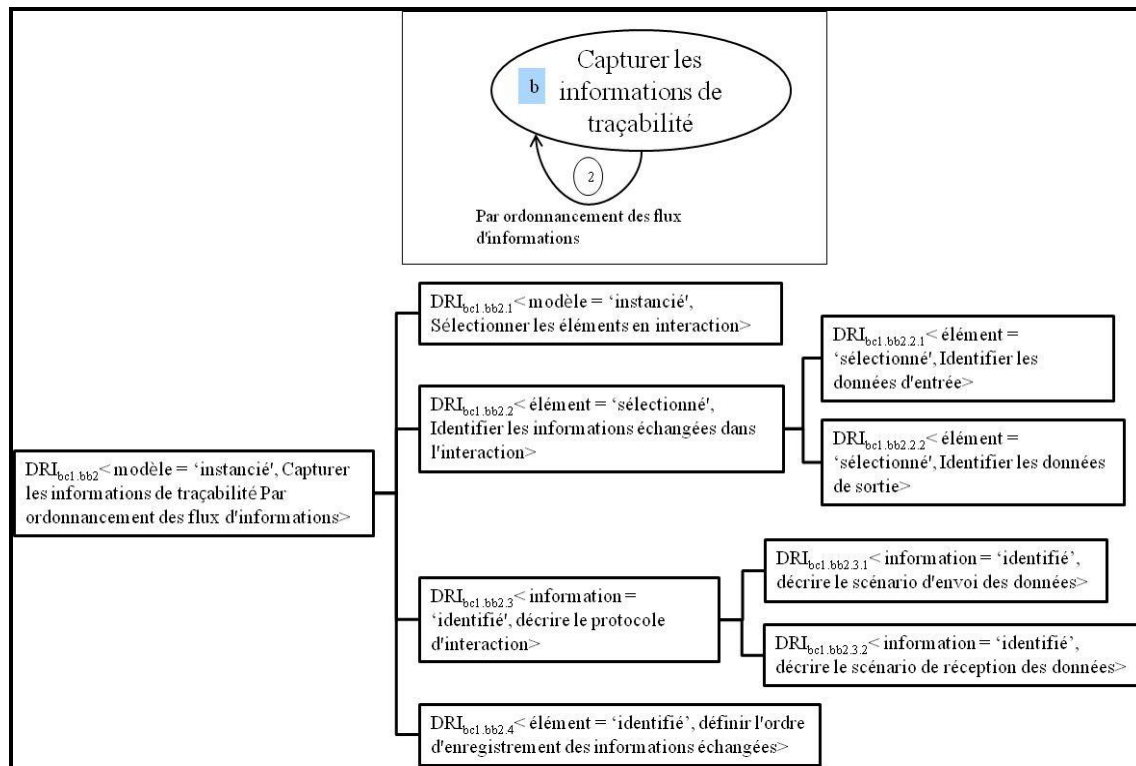 Capturer les
b informations de
traçabilité
2
Par ordonnancement des flux
d'informations
DRIbc1.bb2.1< modèle = ‘instancié',
Sélectionner les éléments en interaction>
DRIbc1.bb2.2< élément = ‘sélectionné',
Identifier les informations échangées dans
l'interaction>
DRIbc1.bb2.2.1< élément =
‘sélectionné', Identifier les
données d'entrée>
DRIbc1.bb2.2.2< élément =
‘sélectionné', Identifier les données
de sortie>
DRIbc1.bb2< modèle = ‘instancié', Capturer
les informations de traçabilité Par
ordonnancement des flux d'informations>
DRIbc1.bb2.3< information =
‘identifié', décrire le protocole
d'interaction>
DRIbc1.bb2.3.1< information = ‘identifié’,
décrire le scénario d'envoi des données>
DRIbc1.bb2.3.2< information = ‘identifié’,
décrire le scénario de réception des données>
DRIbc1.bb2.4< élément = ‘identifié’, définir l'ordre
d'enregistrement des informations échangées>